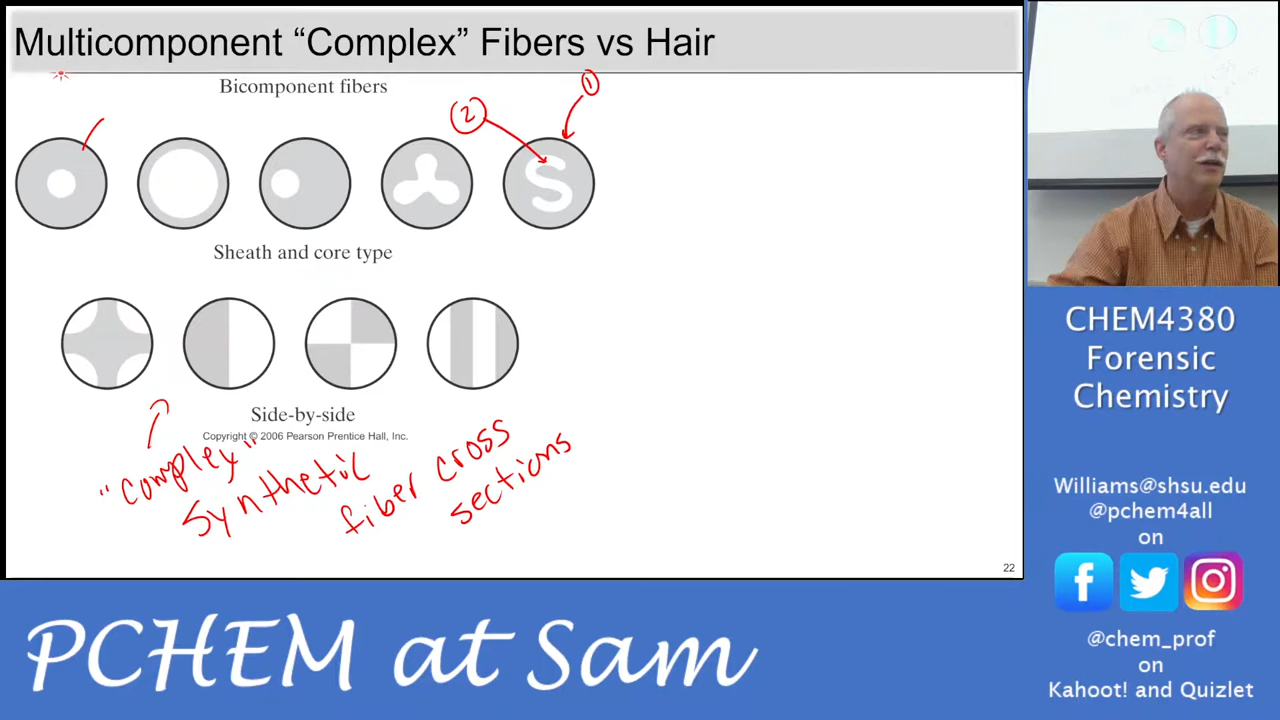 Multicomponent “Complex” Fibers vs Hair
Bicomponent fibers
②
①
S
Sheath and core type
Side-by-side
Copyright © 2006 Pearson Prentice Hall, Inc.
"Complex"
Synthetic
fiber cross
sections
22
CHEM4380
Forensic
Chemistry
Williams@shsu.edu
@pchem4all
on
@chem_prof
on
Kahoot! and Quizlet
PCHEM at Sam